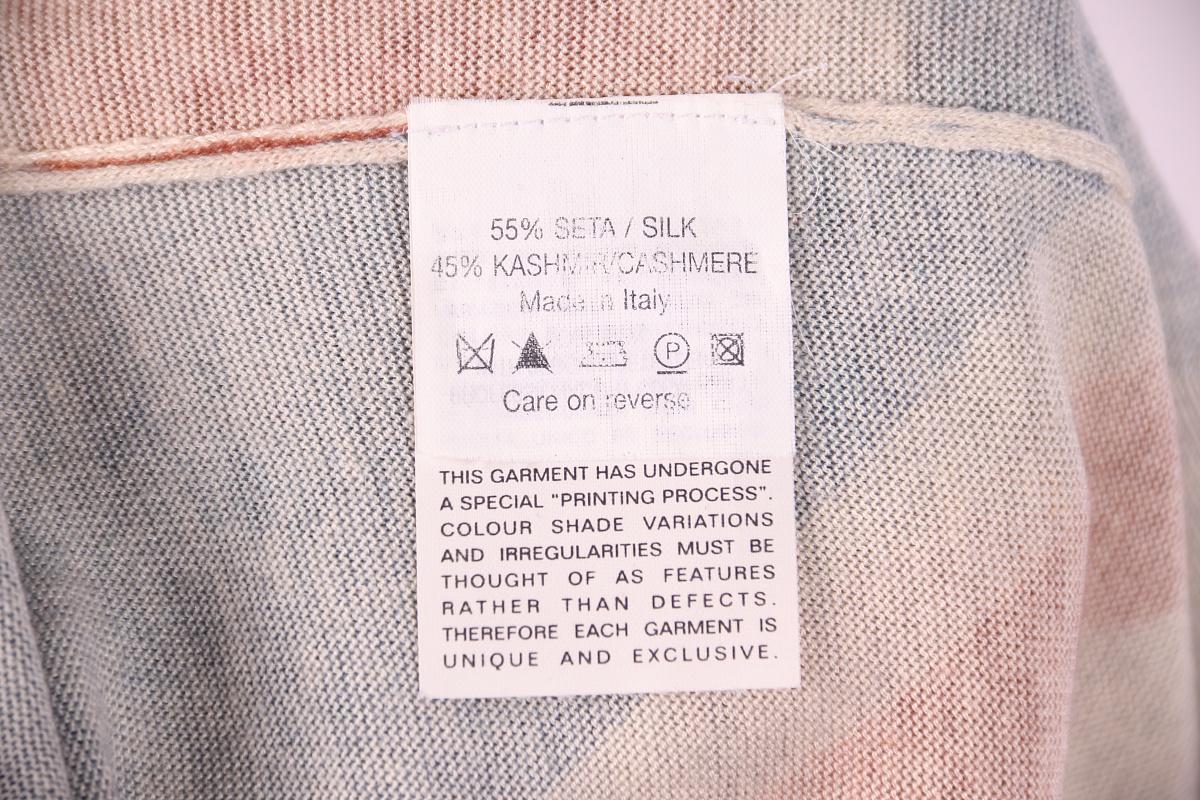 55% SETA / SILK
45% KASHMIR/CASHMERE
Made in Italy
P
Care on reverse
THIS GARMENT HAS UNDERGONE
A SPECIAL "PRINTING PROCESS".
COLOUR SHADE VARIATIONS
AND IRREGULARITIES MUST BE
THOUGHT OF AS FEATURES
RATHER THAN DEFECTS.
THEREFORE EACH GARMENT IS
UNIQUE AND EXCLUSIVE.